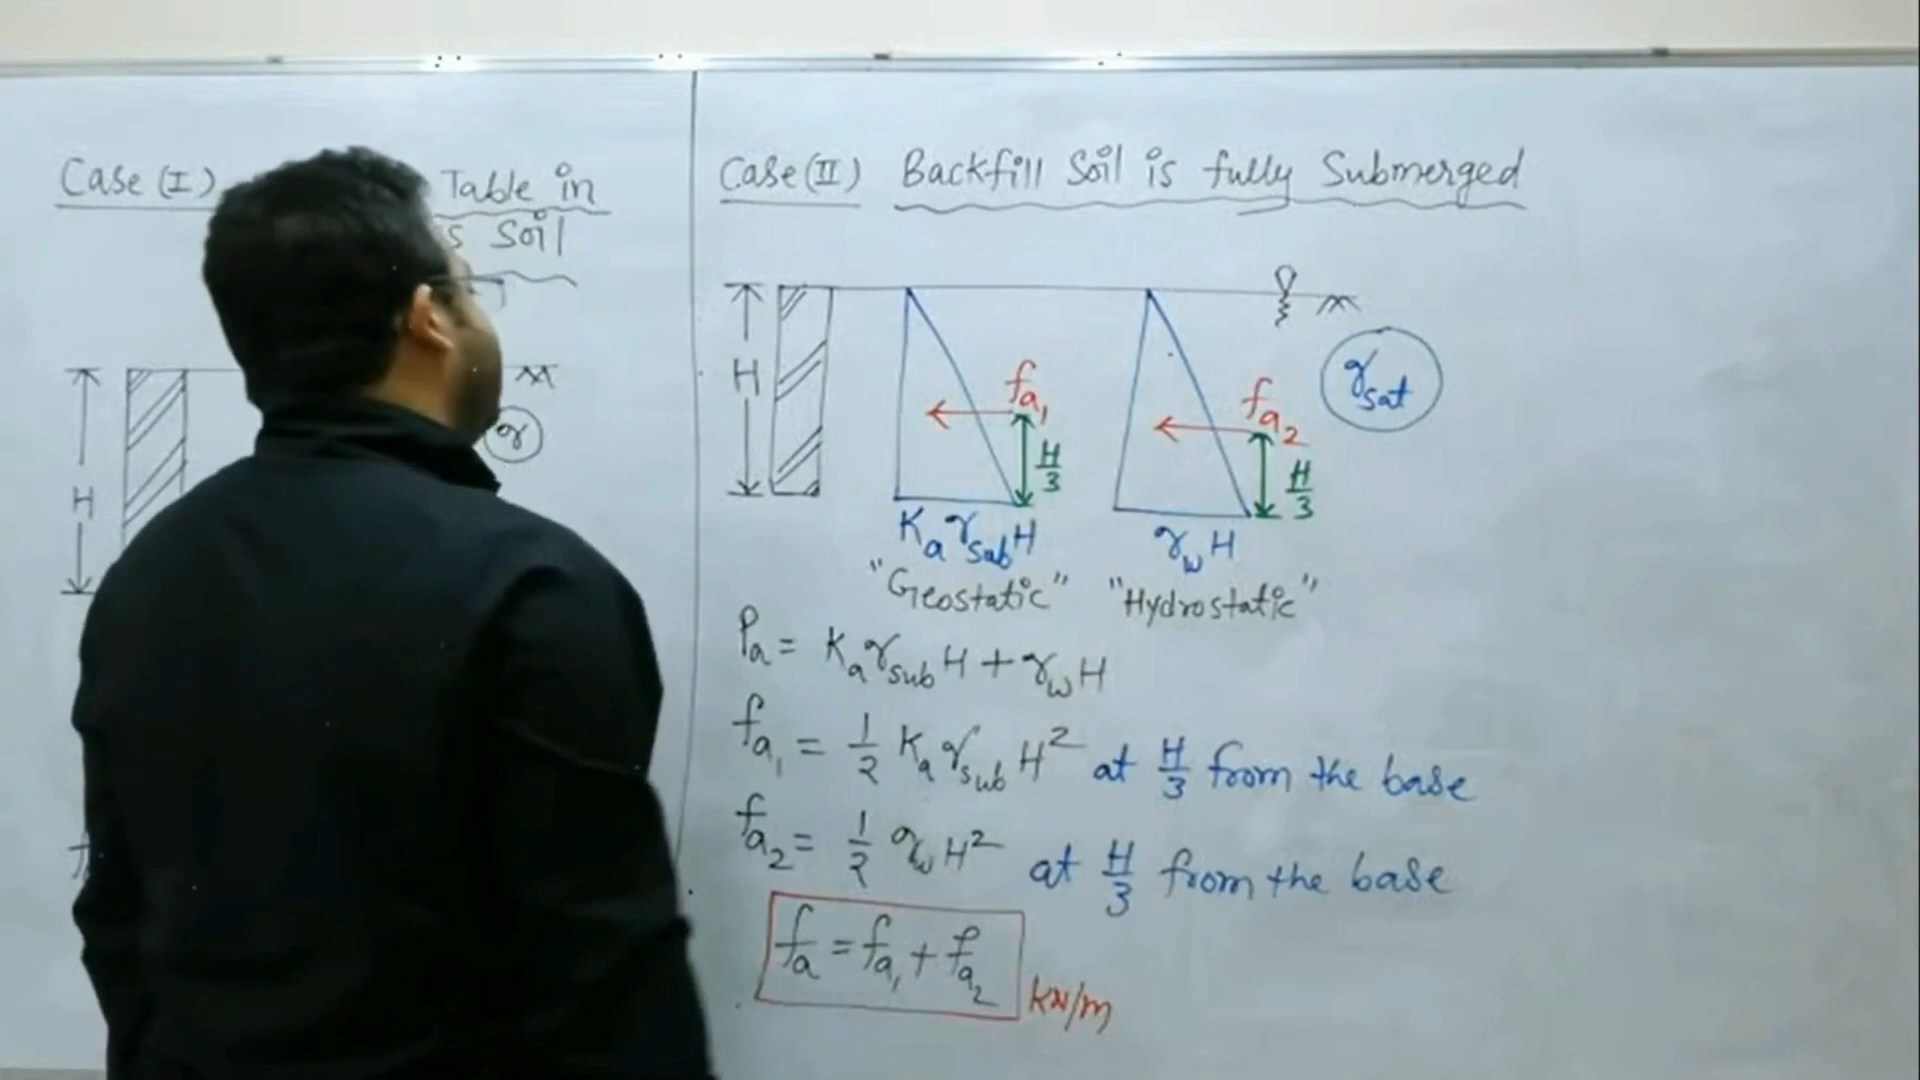 Case (I)
Table in
s Soil
H
γ
Case (II) Backfill Soil is fully Submerged
H
fa₁
H/3
fa₂
H/3
γsat
Kₐ γsub H
γw H
"Geostatic" "Hydrostatic"
Pₐ = Kₐ γsub H + γw H
fa₁ = 1/2 Kₐ γsub H² at H/3 from the base
fa₂ = 1/2 γw H² at H/3 from the base
fₐ = fa₁ + fa₂ kN/m